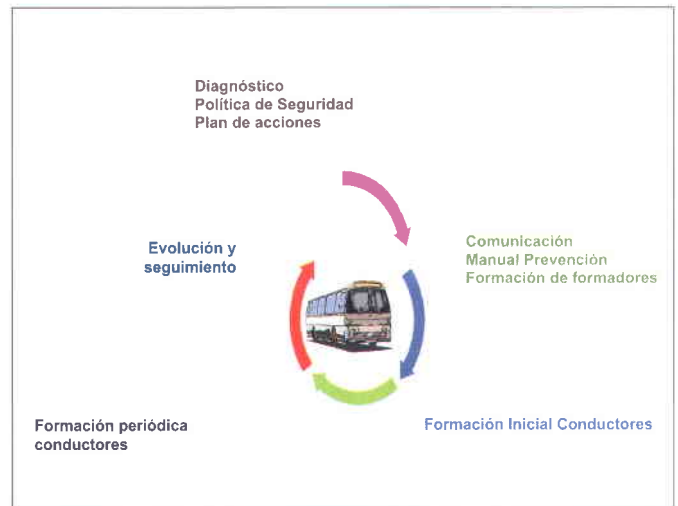 Diagnóstico
Política de Seguridad
Plan de acciones
Evolución y
seguimiento
Comunicación
Manual Prevención
Formación de formadores
Formación periódica
conductores
Formación Inicial Conductores